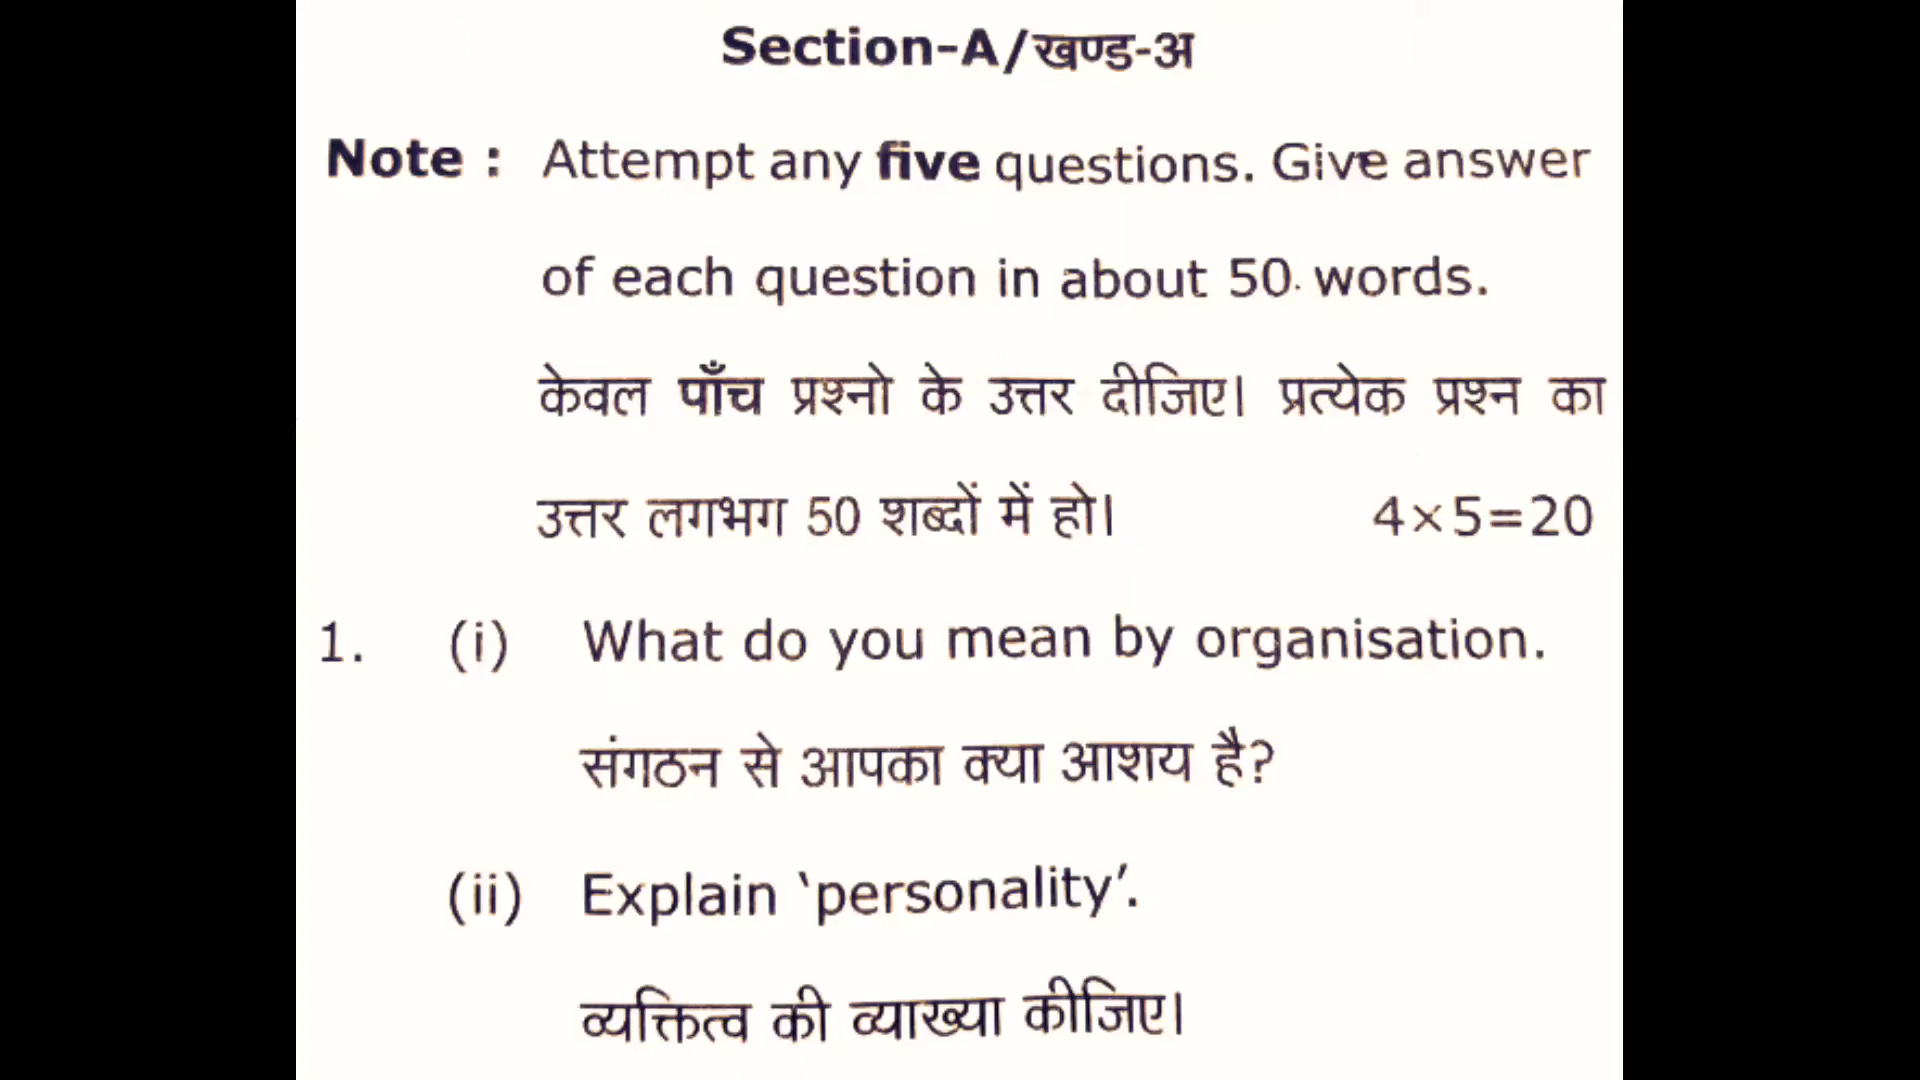 Section-A/खण्ड-अ
Note : Attempt any five questions. Give answer
of each question in about 50 words.
केवल पाँच प्रश्नो के उत्तर दीजिए। प्रत्येक प्रश्न का
उत्तर लगभग 50 शब्दों में हो। 4×5=20
1. (i) What do you mean by organisation.
संगठन से आपका क्या आशय है?
(ii) Explain ‘personality’.
व्यक्तित्व की व्याख्या कीजिए।